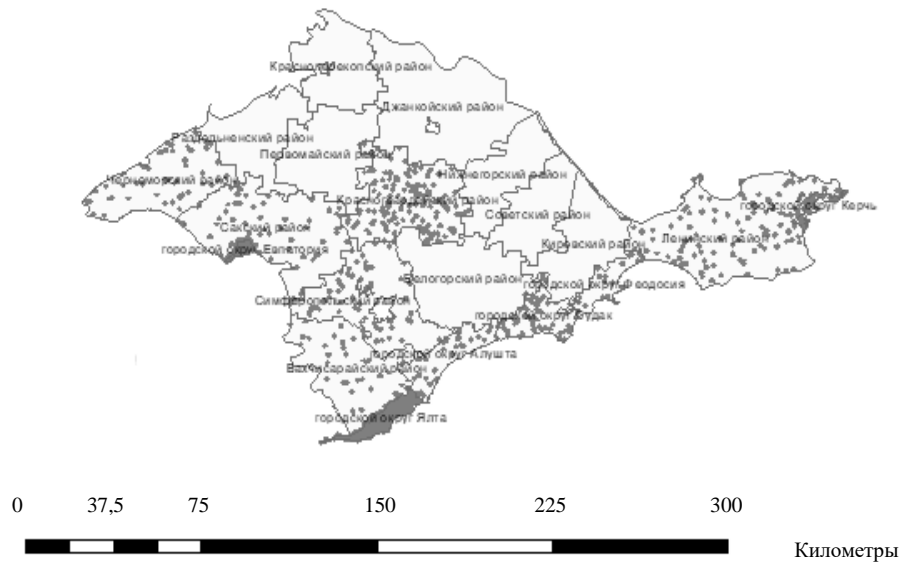 Красноперекопский район
Джанкойский район
Раздольненский район
Первомайский район
Нижнегорский район
Черноморский район
Красногвардейский район
Советский район
городской округ Керчь
Сакский район
Ленинский район
Кировский район
городской округ Евпатория
Белогорский район
городской округ Феодосия
Симферопольский район
городской округ Судак
городской округ Алушта
Бахчисарайский район
городской округ Ялта
0 37,5 75 150 225 300
Километры